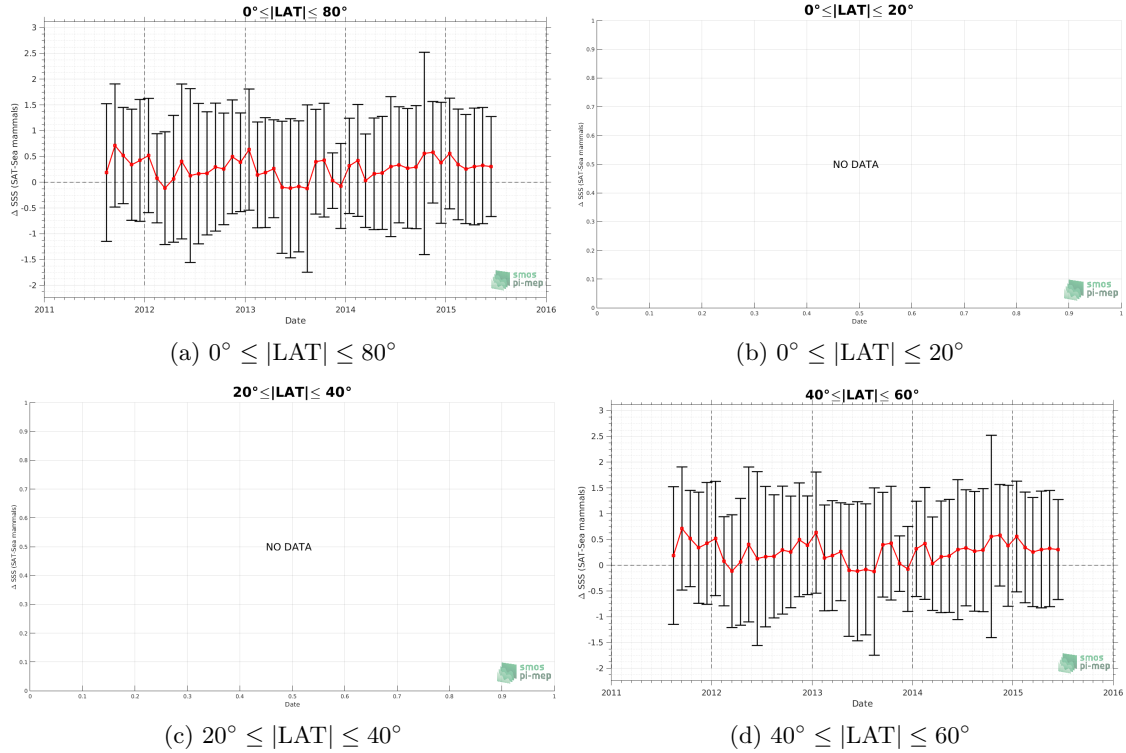 0°≤|LAT|≤ 80°
3
2.5
2
1.5
1
0.5
0
-0.5
-1
-1.5
-2
Δ SSS (SAT-Sea mammals)
2011 2012 2013 2014 2015 2016
Date
smos
pi-mep
(a) 0° ≤ |LAT| ≤ 80°
0°≤|LAT|≤ 20°
1
0.9
0.8
0.7
0.6
0.5
0.4
0.3
0.2
0.1
0
Δ SSS (SAT-Sea mammals)
NO DATA
0 0.1 0.2 0.3 0.4 0.5 0.6 0.7 0.8 0.9 1
Date
smos
pi-mep
(b) 0° ≤ |LAT| ≤ 20°
20°≤|LAT|≤ 40°
1
0.9
0.8
0.7
0.6
0.5
0.4
0.3
0.2
0.1
0
Δ SSS (SAT-Sea mammals)
NO DATA
0 0.1 0.2 0.3 0.4 0.5 0.6 0.7 0.8 0.9 1
Date
smos
pi-mep
(c) 20° ≤ |LAT| ≤ 40°
40°≤|LAT|≤ 60°
3
2.5
2
1.5
1
0.5
0
-0.5
-1
-1.5
-2
Δ SSS (SAT-Sea mammals)
2011 2012 2013 2014 2015 2016
Date
smos
pi-mep
(d) 40° ≤ |LAT| ≤ 60°